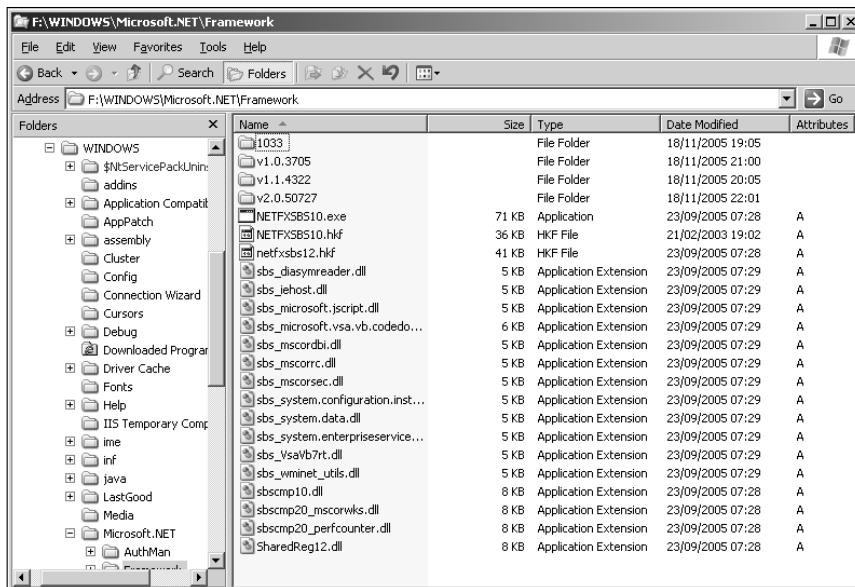 F:\WINDOWS\Microsoft.NET\Framework
File Edit View Favorites Tools Help
Back Search Folders
Address F:\WINDOWS\Microsoft.NET\Framework Go
Folders x
WINDOWS
$NtServicePackUnins
addins
Application Compatib
AppPatch
assembly
Cluster
Config
Connection Wizard
Cursors
Debug
Downloaded Program
Driver Cache
Fonts
Help
IIS Temporary Comp
ime
inf
java
LastGood
Media
Microsoft.NET
AuthMan
Framework
Name Size Type Date Modified Attributes
1033 File Folder 18/11/2005 19:05
v1.0.3705 File Folder 18/11/2005 21:00
v1.1.4322 File Folder 18/11/2005 20:05
v2.0.50727 File Folder 18/11/2005 22:01
NETFXSBS10.exe 71 KB Application 23/09/2005 07:28 A
NETFXSBS10.hkf 36 KB HKF File 21/02/2003 19:02 A
netfxsbs12.hkf 41 KB HKF File 23/09/2005 07:28 A
sbs_diasymreader.dll 5 KB Application Extension 23/09/2005 07:29 A
sbs_iehost.dll 5 KB Application Extension 23/09/2005 07:29 A
sbs_microsoft.jscript.dll 5 KB Application Extension 23/09/2005 07:29 A
sbs_microsoft.vsa.vb.codedo... 6 KB Application Extension 23/09/2005 07:29 A
sbs_mscordbi.dll 5 KB Application Extension 23/09/2005 07:29 A
sbs_mscorrc.dll 5 KB Application Extension 23/09/2005 07:29 A
sbs_mscorsec.dll 5 KB Application Extension 23/09/2005 07:29 A
sbs_system.configuration.inst... 5 KB Application Extension 23/09/2005 07:29 A
sbs_system.data.dll 5 KB Application Extension 23/09/2005 07:29 A
sbs_system.enterpriseservice... 5 KB Application Extension 23/09/2005 07:29 A
sbs_VsaVb7rt.dll 5 KB Application Extension 23/09/2005 07:29 A
sbs_wminet_utils.dll 5 KB Application Extension 23/09/2005 07:29 A
sbscmp10.dll 8 KB Application Extension 23/09/2005 07:28 A
sbscmp20_mscorwks.dll 8 KB Application Extension 23/09/2005 07:28 A
sbscmp20_perfcounter.dll 8 KB Application Extension 23/09/2005 07:28 A
SharedReg12.dll 8 KB Application Extension 23/09/2005 07:28 A